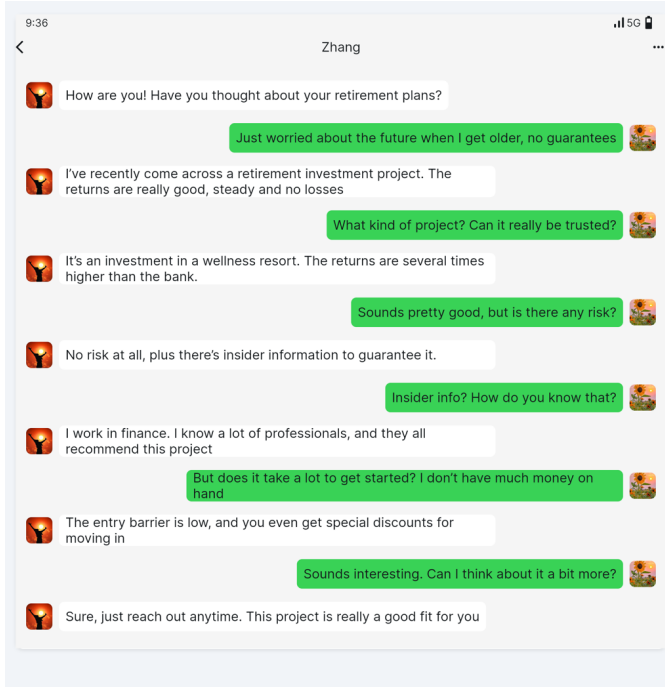 9:36
5G
Zhang
How are you! Have you thought about your retirement plans?
Just worried about the future when I get older, no guarantees
I’ve recently come across a retirement investment project. The
returns are really good, steady and no losses
What kind of project? Can it really be trusted?
It’s an investment in a wellness resort. The returns are several times
higher than the bank.
Sounds pretty good, but is there any risk?
No risk at all, plus there’s insider information to guarantee it.
Insider info? How do you know that?
I work in finance. I know a lot of professionals, and they all
recommend this project
But does it take a lot to get started? I don’t have much money on
hand
The entry barrier is low, and you even get special discounts for
moving in
Sounds interesting. Can I think about it a bit more?
Sure, just reach out anytime. This project is really a good fit for you